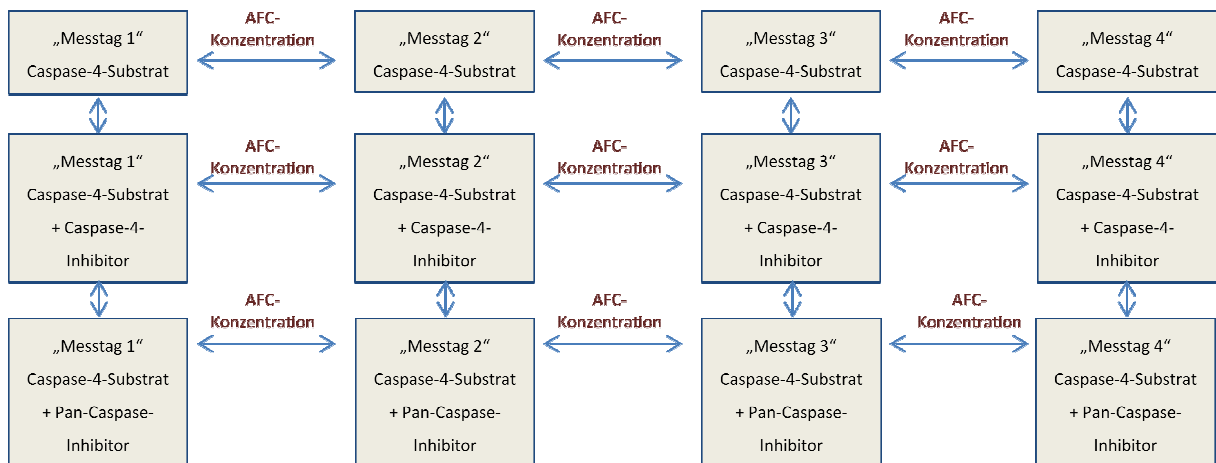 AFC-
Konzentration
AFC-
Konzentration
AFC-
Konzentration
„Messtag 1“
Caspase-4-Substrat
„Messtag 2“
Caspase-4-Substrat
„Messtag 3“
Caspase-4-Substrat
„Messtag 4“
Caspase-4-Substrat
AFC-
Konzentration
AFC-
Konzentration
AFC-
Konzentration
„Messtag 1“
Caspase-4-Substrat
+ Caspase-4-
Inhibitor
„Messtag 2“
Caspase-4-Substrat
+ Caspase-4-
Inhibitor
„Messtag 3“
Caspase-4-Substrat
+ Caspase-4-
Inhibitor
„Messtag 4“
Caspase-4-Substrat
+ Caspase-4-
Inhibitor
AFC-
Konzentration
AFC-
Konzentration
AFC-
Konzentration
„Messtag 1“
Caspase-4-Substrat
+ Pan-Caspase-
Inhibitor
„Messtag 2“
Caspase-4-Substrat
+ Pan-Caspase-
Inhibitor
„Messtag 3“
Caspase-4-Substrat
+ Pan-Caspase-
Inhibitor
„Messtag 4“
Caspase-4-Substrat
+ Pan-Caspase-
Inhibitor